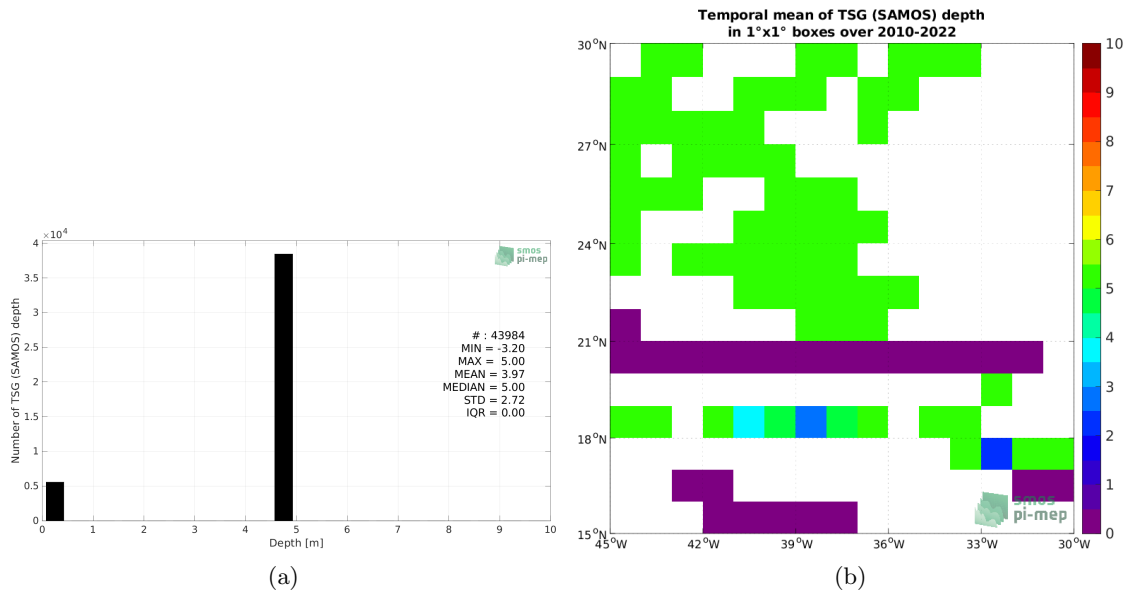 ×10⁴
4
3.5
3
2.5
2
1.5
1
0.5
0
0 1 2 3 4 5 6 7 8 9 10
Number of TSG (SAMOS) depth
Depth [m]
smos
pi-mep
# : 43984
MIN = -3.20
MAX = 5.00
MEAN = 3.97
MEDIAN = 5.00
STD = 2.72
IQR = 0.00
(a)
Temporal mean of TSG (SAMOS) depth
in 1°x1° boxes over 2010-2022
30°N
27°N
24°N
21°N
18°N
15°N
45°W 42°W 39°W 36°W 33°W 30°W
smos
pi-mep
10
9
8
7
6
5
4
3
2
1
0
(b)